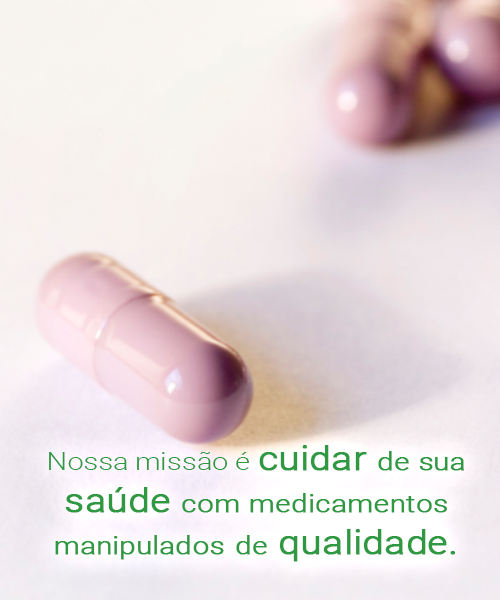 Nossa missão é cuidar de sua
saúde com medicamentos
manipulados de qualidade.